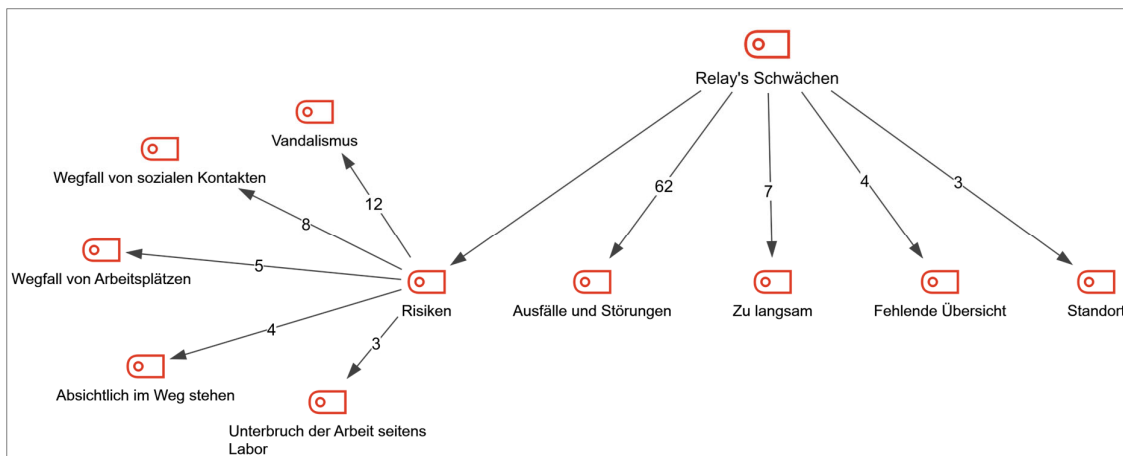 Relay's Schwächen
Vandalismus
Wegfall von sozialen Kontakten
12
62
7
4
3
8
Wegfall von Arbeitsplätzen
5
Risiken
Ausfälle und Störungen
Zu langsam
Fehlende Übersicht
Standort
4
3
Absichtlich im Weg stehen
Unterbruch der Arbeit seitens
Labor